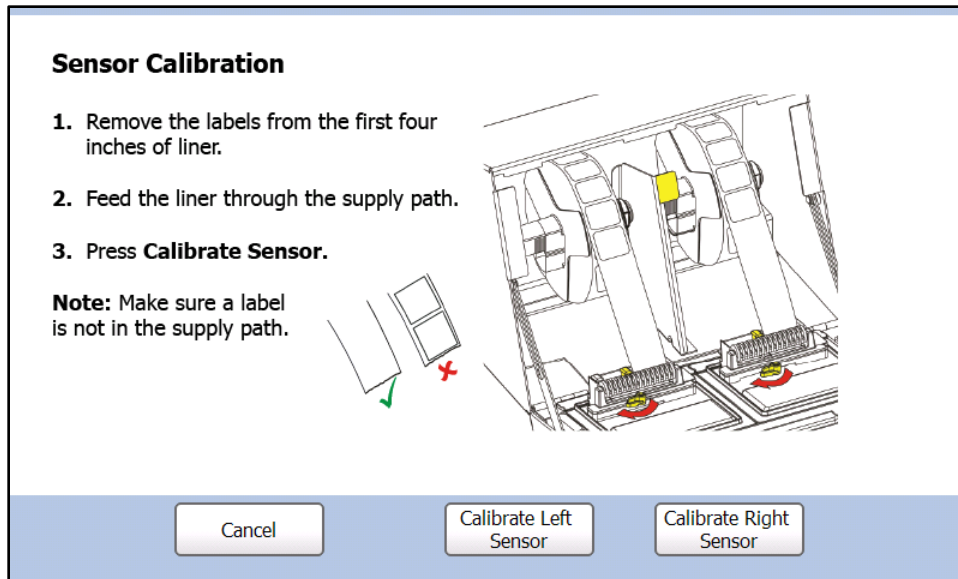 Sensor Calibration
1. Remove the labels from the first four
inches of liner.
2. Feed the liner through the supply path.
3. Press Calibrate Sensor.
Note: Make sure a label
is not in the supply path.
Cancel
Calibrate Left
Sensor
Calibrate Right
Sensor